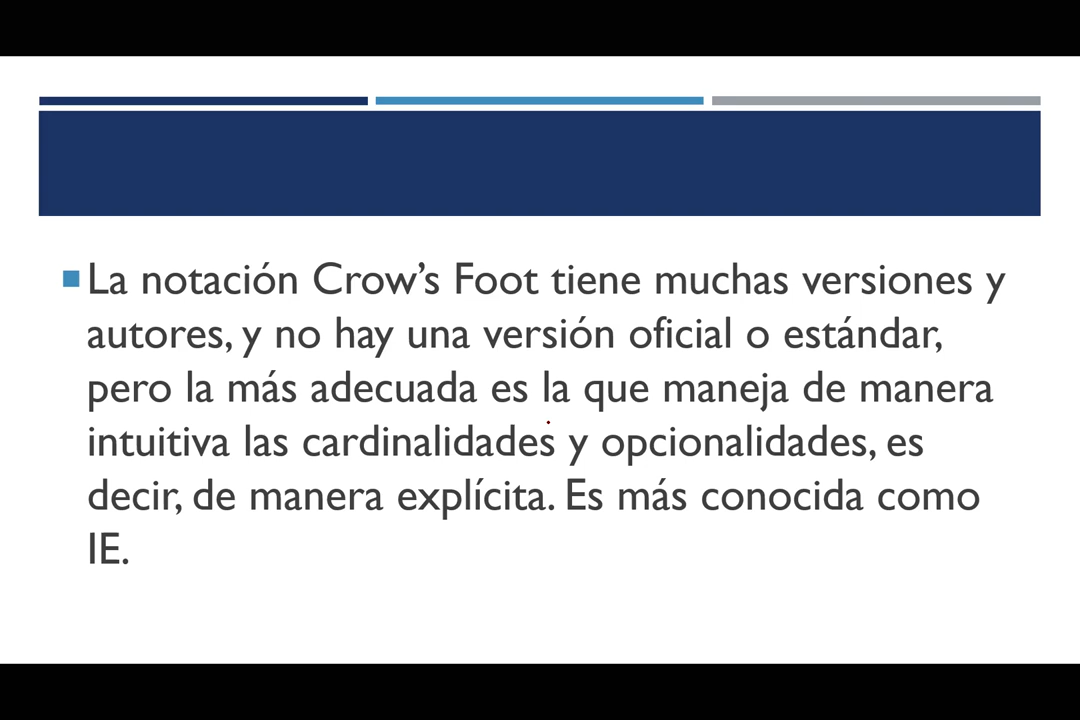 La notación Crow’s Foot tiene muchas versiones y
autores, y no hay una versión oficial o estándar,
pero la más adecuada es la que maneja de manera
intuitiva las cardinalidades y opcionalidades, es
decir, de manera explícita. Es más conocida como
IE.